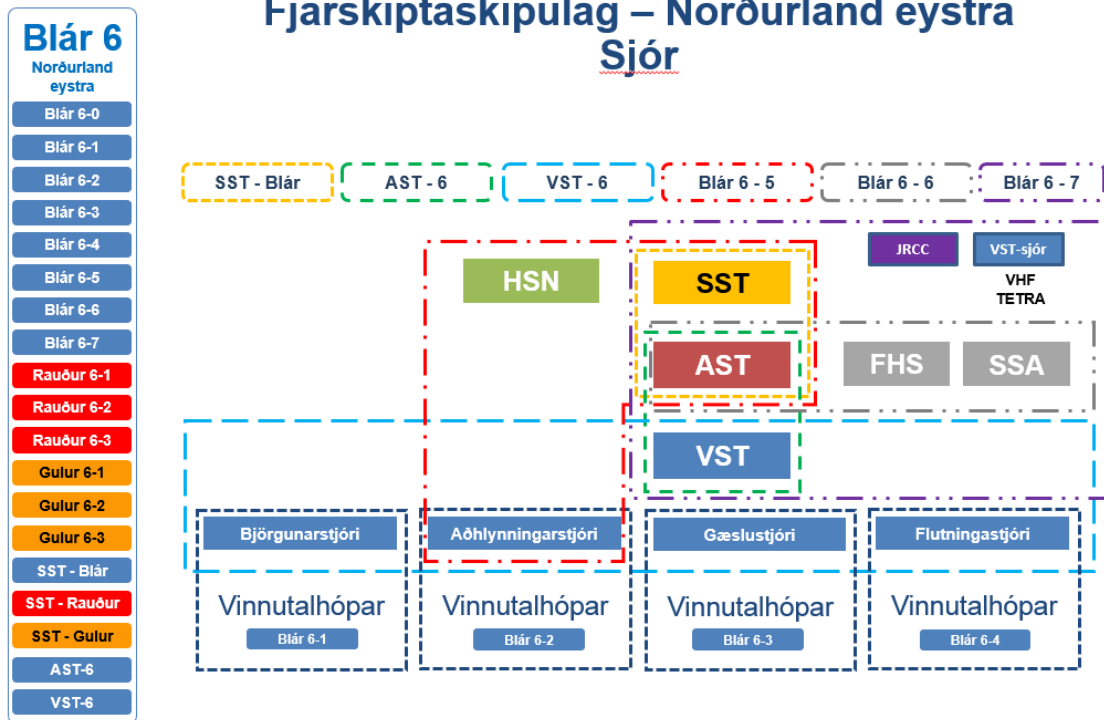 Fjarskiptaskipulag – Norðurland eystra
Sjór
Blár 6
Norðurland
eystra
Blár 6-0
Blár 6-1
Blár 6-2
Blár 6-3
Blár 6-4
Blár 6-5
Blár 6-6
Blár 6-7
Rauður 6-1
Rauður 6-2
Rauður 6-3
Gulur 6-1
Gulur 6-2
Gulur 6-3
SST - Blár
SST - Rauður
SST - Gulur
AST-6
VST-6
SST - Blár
AST - 6
VST - 6
Blár 6 - 5
Blár 6 - 6
Blár 6 - 7
HSN
SST
JRCC
VST-sjór
VHF
TETRA
AST
FHS
SSA
VST
Björgunarstjóri
Aðhlynningarstjóri
Gæslustjóri
Flutningastjóri
Vinnutalhópar
Vinnutalhópar
Vinnutalhópar
Vinnutalhópar
Blár 6-1
Blár 6-2
Blár 6-3
Blár 6-4